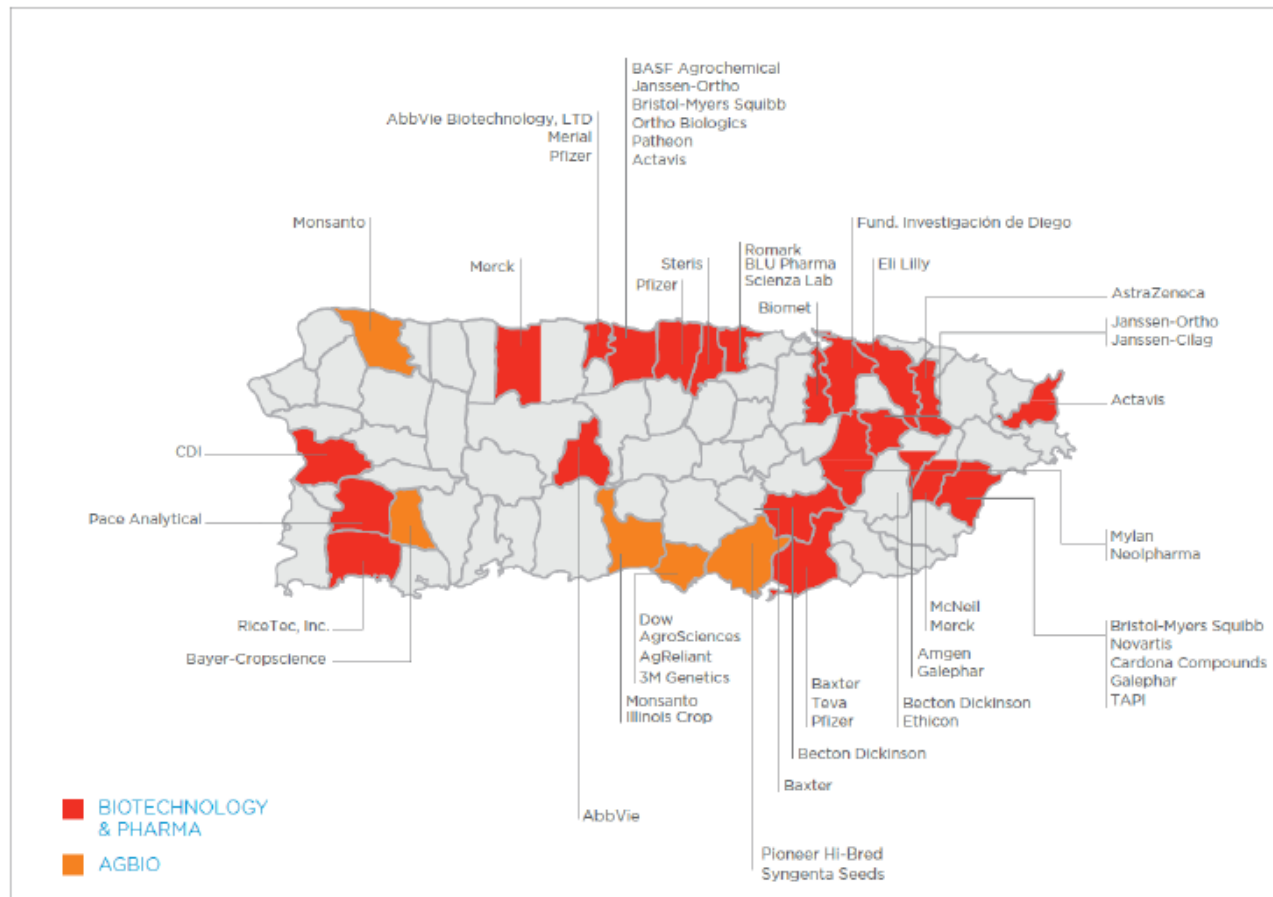 BASF Agrochemical
Janssen-Ortho
Bristol-Myers Squibb
Ortho Biologics
Patheon
Actavis
AbbVie Biotechnology, LTD
Merial
Pfizer
Monsanto
Merck
Pfizer
Steris
Romark
BLU Pharma
Scienza Lab
Biomet
Fund. Investigación de Diego
Eli Lilly
AstraZeneca
Janssen-Ortho
Janssen-Cilag
Actavis
CDI
Pace Analytical
RiceTec, Inc.
Bayer-Cropscience
Dow
AgroSciences
AgReliant
3M Genetics
Monsanto
Illinois Crop
AbbVie
Baxter
Teva
Pfizer
Becton Dickinson
Baxter
Pioneer Hi-Bred
Syngenta Seeds
McNeil
Merck
Amgen
Galephar
Becton Dickinson
Ethicon
Mylan
Neolpharma
Bristol-Myers Squibb
Novartis
Cardona Compounds
Galephar
TAPI
BIOTECHNOLOGY
& PHARMA
AGBIO